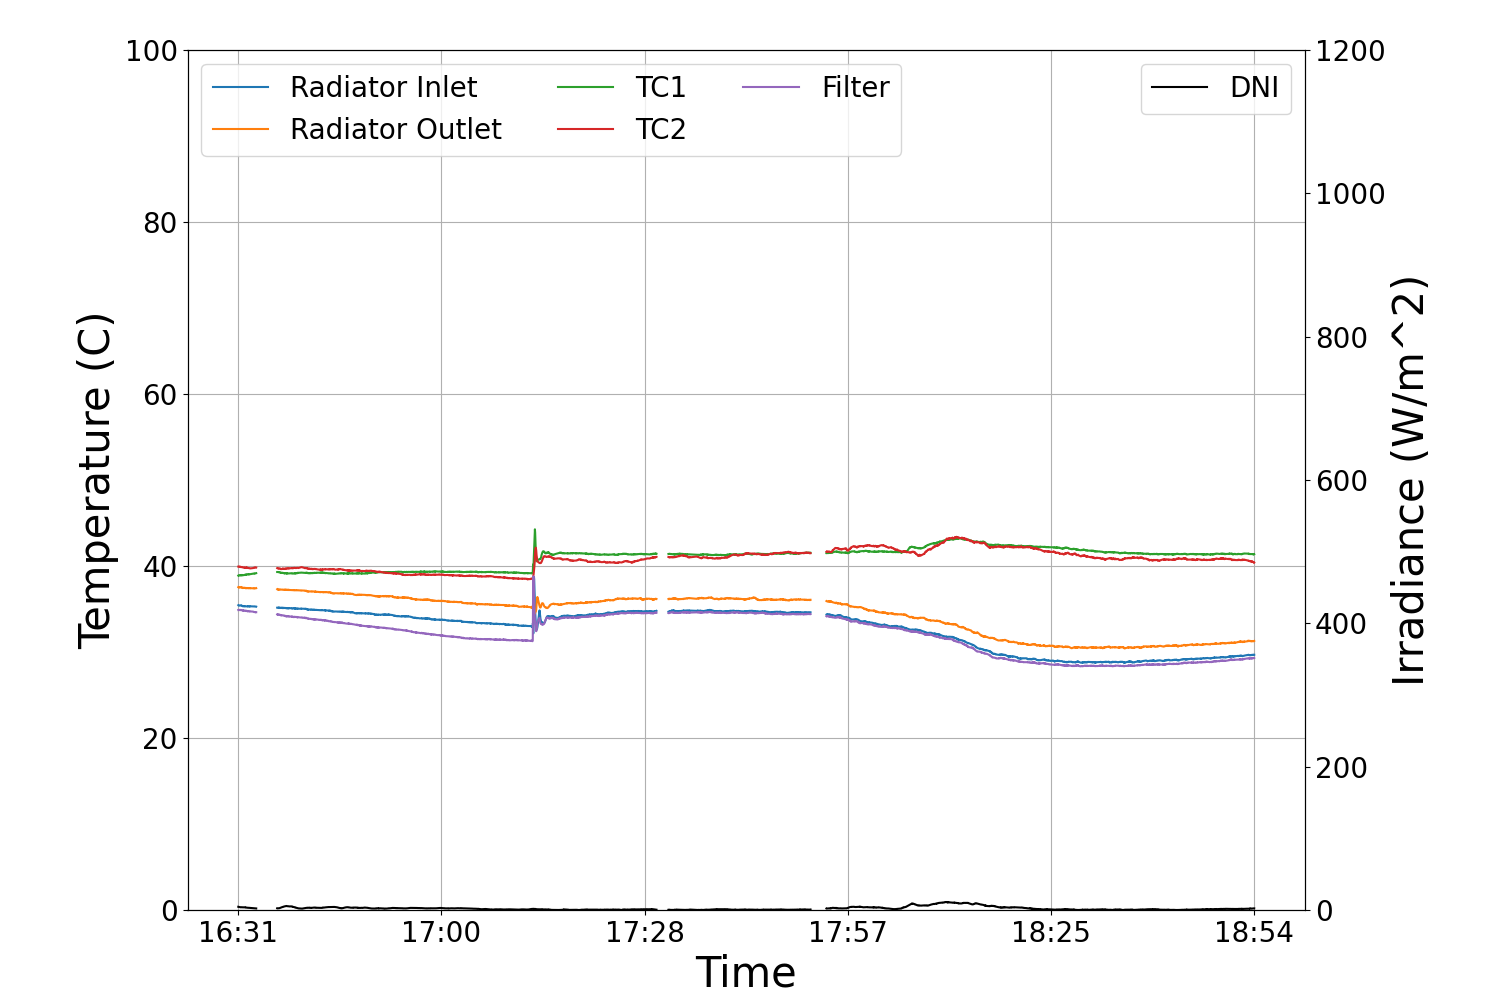 Radiator Inlet
Radiator Outlet
TC1
TC2
Filter
DNI
Temperature (C)
100
80
60
40
20
0
1200
1000
800
600
400
200
0
Irradiance (W/m^2)
16:31 17:00 17:28 17:57 18:25 18:54
Time